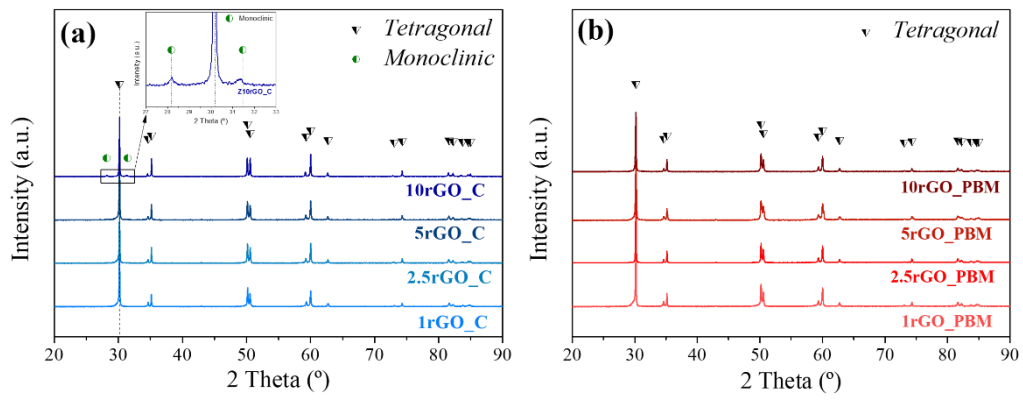 (a)
Tetragonal
Monoclinic
Intensity (a.u.)
Monoclinic
Z10rGO_C
27 28 29 30 31 32 33
2 Theta (º)
Intensity (a.u.)
10rGO_C
5rGO_C
2.5rGO_C
1rGO_C
20 30 40 50 60 70 80 90
2 Theta (º)
(b)
Tetragonal
Intensity (a.u.)
10rGO_PBM
5rGO_PBM
2.5rGO_PBM
1rGO_PBM
20 30 40 50 60 70 80 90
2 Theta (º)